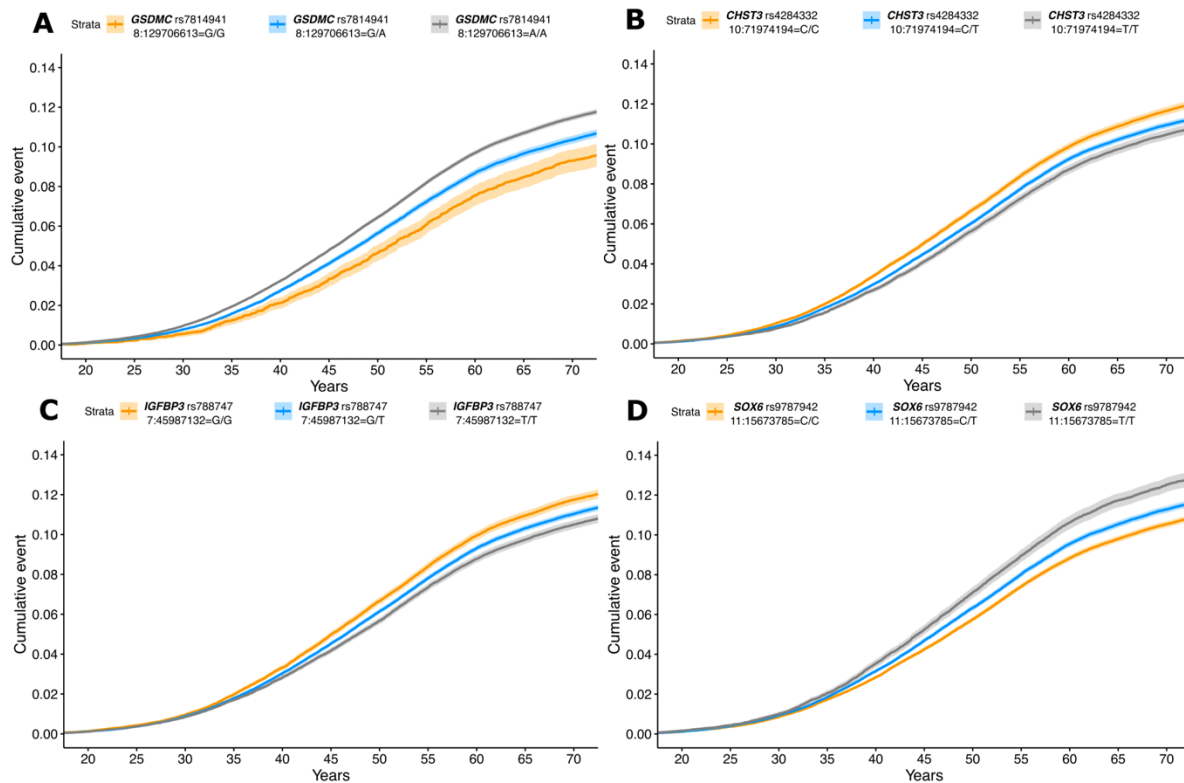 A
Strata
GSDMC rs7814941
8:129706613=G/G
GSDMC rs7814941
8:129706613=G/A
GSDMC rs7814941
8:129706613=A/A
0.14
0.12
0.10
0.08
0.06
0.04
0.02
0.00
Cumulative event
20 25 30 35 40 45 50 55 60 65 70
Years
B
Strata
CHST3 rs4284332
10:71974194=C/C
CHST3 rs4284332
10:71974194=C/T
CHST3 rs4284332
10:71974194=T/T
0.14
0.12
0.10
0.08
0.06
0.04
0.02
0.00
Cumulative event
20 25 30 35 40 45 50 55 60 65 70
Years
C
Strata
IGFBP3 rs788747
7:45987132=G/G
IGFBP3 rs788747
7:45987132=G/T
IGFBP3 rs788747
7:45987132=T/T
0.14
0.12
0.10
0.08
0.06
0.04
0.02
0.00
Cumulative event
20 25 30 35 40 45 50 55 60 65 70
Years
D
Strata
SOX6 rs9787942
11:15673785=C/C
SOX6 rs9787942
11:15673785=C/T
SOX6 rs9787942
11:15673785=T/T
0.14
0.12
0.10
0.08
0.06
0.04
0.02
0.00
Cumulative event
20 25 30 35 40 45 50 55 60 65 70
Years